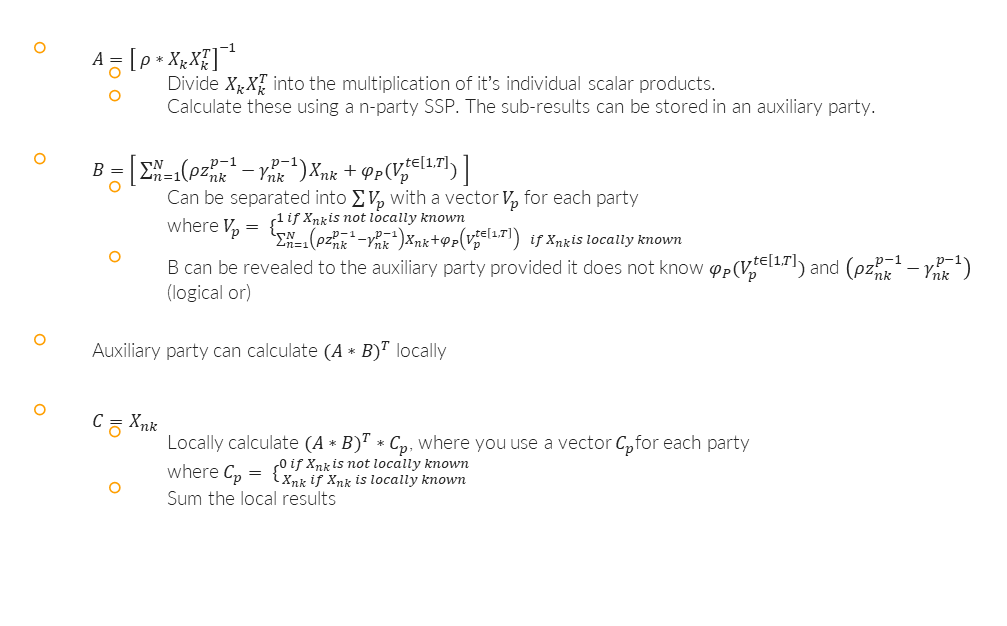 A = [ρ * X_k X_k^T]^{-1}
Divide X_k X_k^T into the multiplication of it's individual scalar products.
Calculate these using a n-party SSP. The sub-results can be stored in an auxiliary party.
B = [Σ_{n=1}^N (ρz_{nk}^{p-1} − γ_{nk}^{p-1}) X_{nk} + φ_P(V_p^{t∈[1,T]})]
Can be separated into Σ V_p with a vector V_p for each party
where V_p = {1 if X_{nk} is not locally known
Σ_{n=1}^N (ρz_{nk}^{p-1} − γ_{nk}^{p-1}) X_{nk} + φ_P(V_p^{t∈[1,T]}) if X_{nk} is locally known
B can be revealed to the auxiliary party provided it does not know φ_P(V_p^{t∈[1,T]}) and (ρz_{nk}^{p-1} − γ_{nk}^{p-1})
(logical or)
Auxiliary party can calculate (A * B)^T locally
C = X_{nk}
Locally calculate (A * B)^T * C_p, where you use a vector C_p for each party
where C_p = {0 if X_{nk} is not locally known
X_{nk} if X_{nk} is locally known
Sum the local results